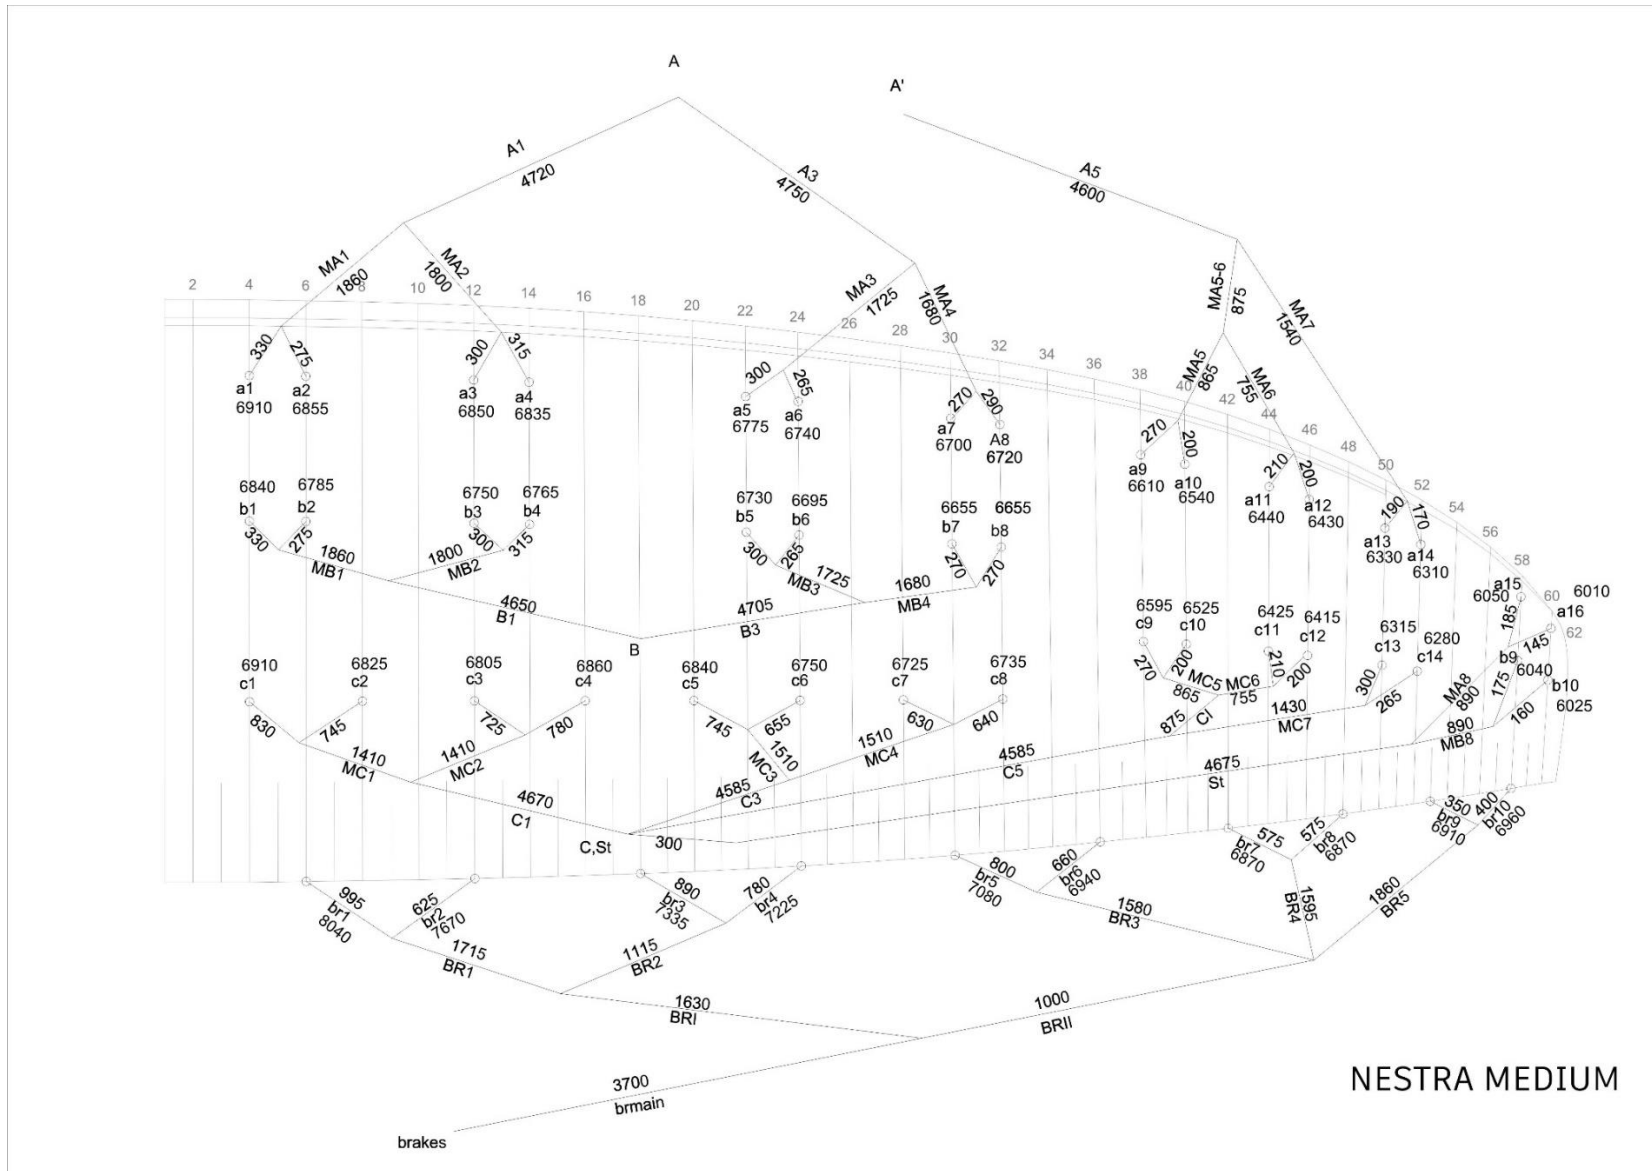 A
A'
A1
4720
A3
4750
A5
4600
MA1
1860
MA2
1800
MA3
1725
MA4
1680
MA5-6
875
MA7
1540
MA5
865
MA6
755
2
4
6
8
10
12
14
16
18
20
22
24
26
28
30
32
34
36
38
40
42
44
46
48
50
52
54
56
58
60
62
330
275
300
315
300
265
270
290
270
200
210
200
190
170
185
145
a1
6910
a2
6855
a3
6850
a4
6835
a5
6775
a6
6740
a7
6700
A8
6720
a9
6610
a10
6540
a11
6440
a12
6430
a13
6330
a14
6310
a15
6050
6010
a16
6840
b1
6785
b2
6750
b3
6765
b4
6730
b5
6695
b6
6655
b7
6655
b8
b9
6040
b10
6025
330
275
300
315
300
265
270
270
175
160
1860
MB1
1800
MB2
1725
MB3
1680
MB4
4650
B1
4705
B3
B
MA8
890
890
MB8
6910
c1
6825
c2
6805
c3
6860
c4
6840
c5
6750
c6
6725
c7
6735
c8
6595
c9
6525
c10
6425
c11
6415
c12
6315
c13
6280
c14
830
745
725
780
745
655
630
640
270
200
210
200
300
265
1410
MC1
1410
MC2
1510
MC3
1510
MC4
865
MC5
MC6
755
875
CI
1430
MC7
4670
C1
4585
C3
4585
C5
4675
St
C,St
300
995
br1
8040
625
br2
7670
890
br3
7335
780
br4
7225
800
br5
7080
660
br6
6940
575
br7
6870
575
br8
6870
350
br9
6910
400
br10
6960
1715
BR1
1115
BR2
1580
BR3
1595
BR4
1860
BR5
1630
BRI
1000
BRII
3700
brmain
brakes
NESTRA MEDIUM